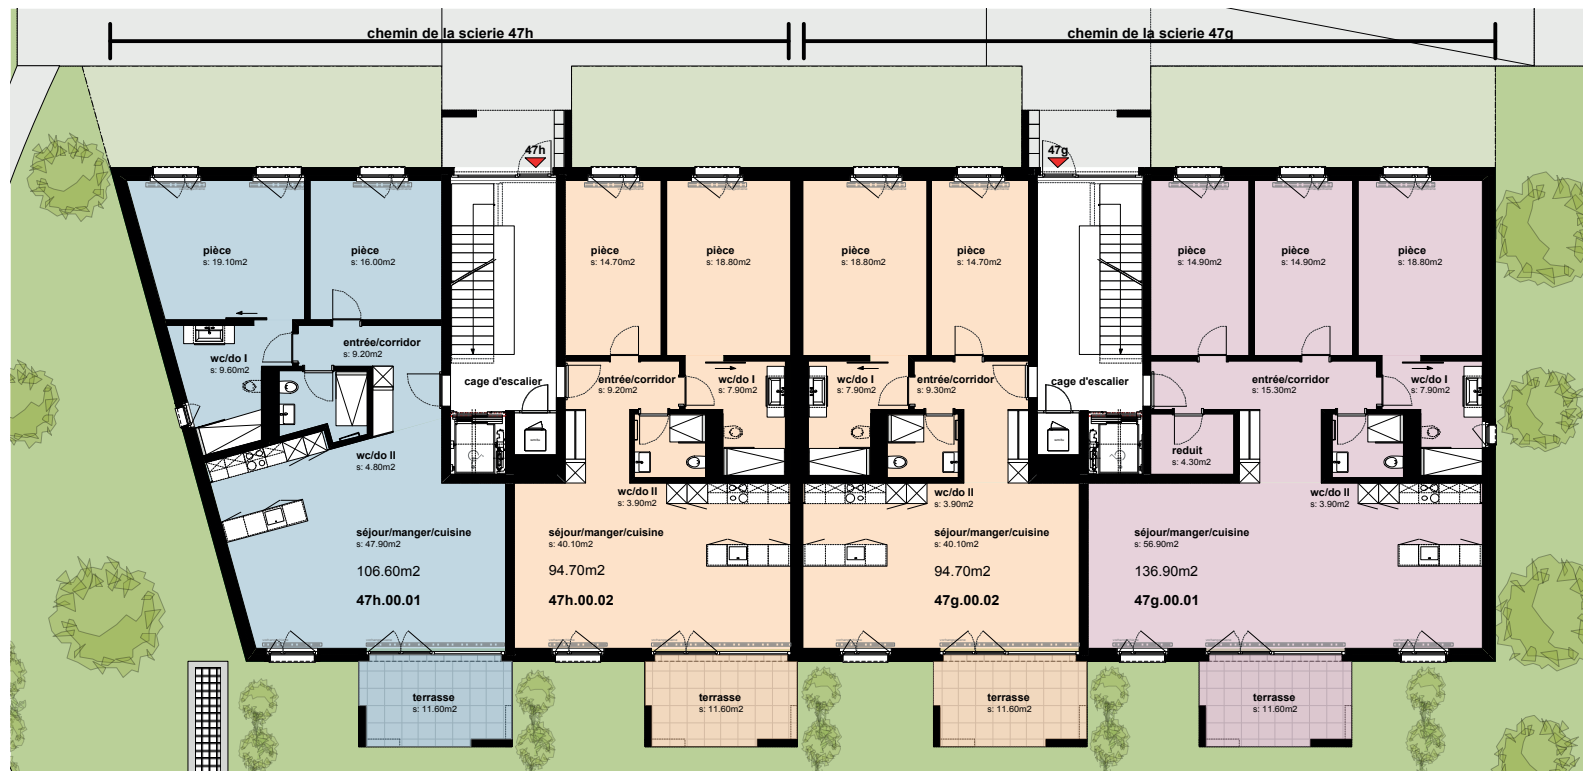 chemin de la scierie 47h
chemin de la scierie 47g
47h
47g
pièce
s: 19.10m2
pièce
s: 16.00m2
pièce
s: 14.70m2
pièce
s: 18.80m2
pièce
s: 18.80m2
pièce
s: 14.70m2
pièce
s: 14.90m2
pièce
s: 14.90m2
pièce
s: 18.80m2
wc/do I
s: 9.60m2
entrée/corridor
s: 9.20m2
cage d'escalier
entrée/corridor
s: 9.20m2
wc/do I
s: 7.90m2
wc/do I
s: 7.90m2
entrée/corridor
s: 9.30m2
cage d'escalier
entrée/corridor
s: 15.30m2
wc/do I
s: 7.90m2
wc/do II
s: 4.80m2
reduit
s: 4.30m2
wc/do II
s: 3.90m2
wc/do II
s: 3.90m2
wc/do II
s: 3.90m2
séjour/manger/cuisine
s: 47.90m2
106.60m2
47h.00.01
séjour/manger/cuisine
s: 40.10m2
94.70m2
47h.00.02
séjour/manger/cuisine
s: 40.10m2
94.70m2
47g.00.02
séjour/manger/cuisine
s: 56.90m2
136.90m2
47g.00.01
terrasse
s: 11.60m2
terrasse
s: 11.60m2
terrasse
s: 11.60m2
terrasse
s: 11.60m2